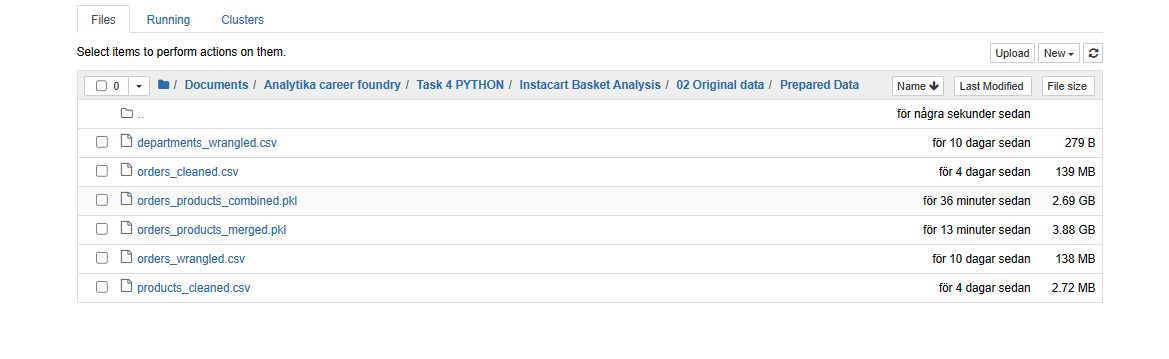 Files Running Clusters
Select items to perform actions on them. Upload New
0 / Documents / Analytika career foundry / Task 4 PYTHON / Instacart Basket Analysis / 02 Original data / Prepared Data Name Last Modified File size
.. för några sekunder sedan
departments_wrangled.csv för 10 dagar sedan 279 B
orders_cleaned.csv för 4 dagar sedan 139 MB
orders_products_combined.pkl för 36 minuter sedan 2.69 GB
orders_products_merged.pkl för 13 minuter sedan 3.88 GB
orders_wrangled.csv för 10 dagar sedan 138 MB
products_cleaned.csv för 4 dagar sedan 2.72 MB